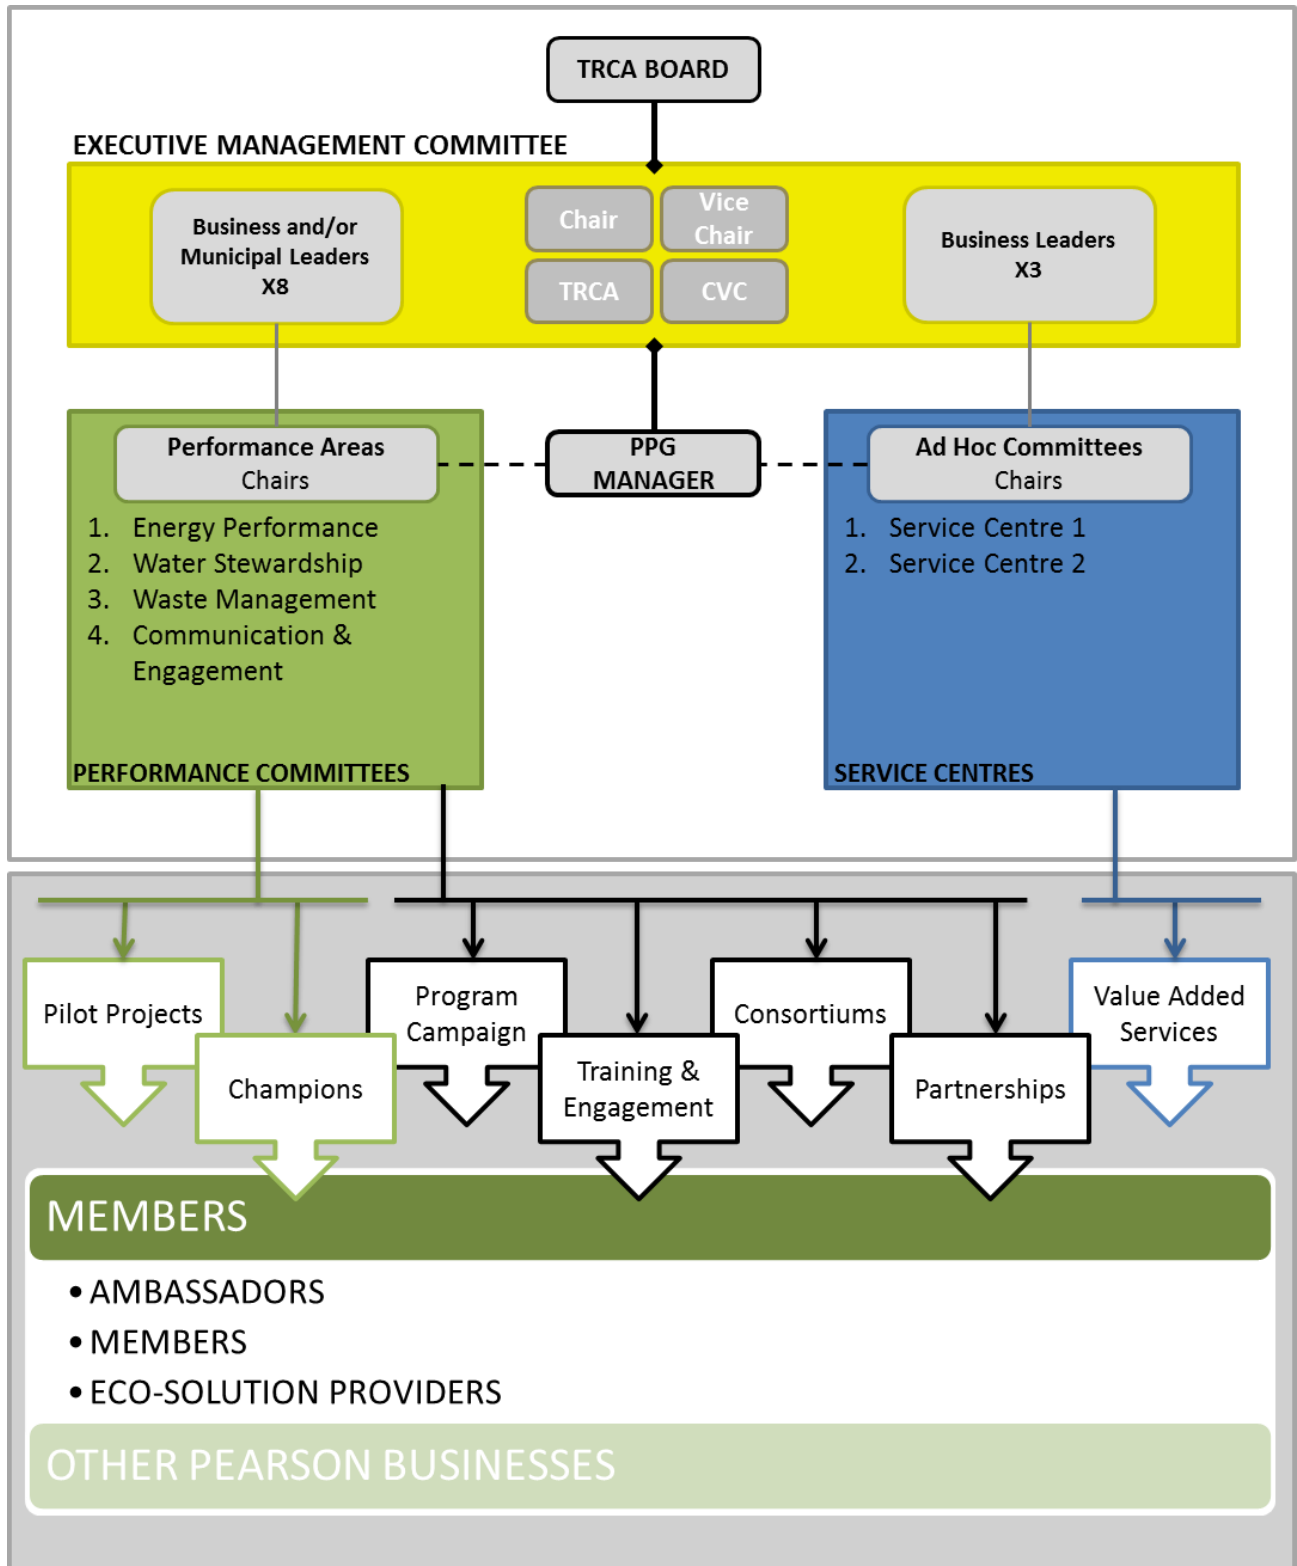 TRCA BOARD
EXECUTIVE MANAGEMENT COMMITTEE
Business and/or
Municipal Leaders
X8
Chair
Vice
Chair
TRCA
CVC
Business Leaders
X3
Performance Areas
Chairs
PPG
MANAGER
Ad Hoc Committees
Chairs
1. Energy Performance
2. Water Stewardship
3. Waste Management
4. Communication &
Engagement
PERFORMANCE COMMITTEES
1. Service Centre 1
2. Service Centre 2
SERVICE CENTRES
Pilot Projects
Champions
Program
Campaign
Training &
Engagement
Consortiums
Partnerships
Value Added
Services
MEMBERS
• AMBASSADORS
• MEMBERS
• ECO-SOLUTION PROVIDERS
OTHER PEARSON BUSINESSES